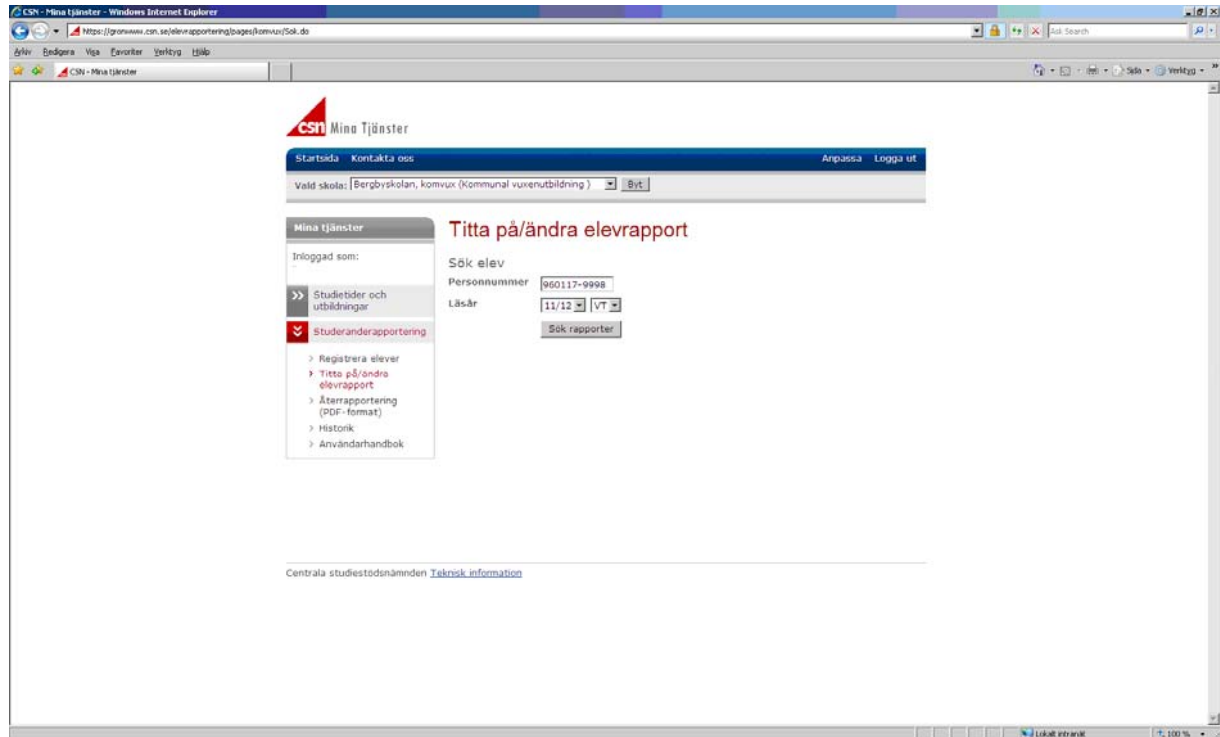 CSN - Mina tjänster - Windows Internet Explorer
https://gronwww.csn.se/elevrapportering/pages/komvux/Sok.do
Ask Search
Arkiv Redigera Visa Favoriter Verktyg Hjälp
CSN - Mina tjänster
Sida Verktyg
csn Mina Tjänster
Startsida Kontakta oss Anpassa Logga ut
Vald skola: Bergbyskolan, komvux (Kommunal vuxenutbildning ) Byt
Mina tjänster
Titta på/ändra elevrapport
Inloggad som:
Sök elev
Personnummer 960117-9998
Läsår 11/12 VT
Sök rapporter
Studietider och
utbildningar
Studeranderapportering
Registrera elever
Titta på/ändra
elevrapport
Återrapportering
(PDF-format)
Historik
Användarhandbok
Centrala studiestödsnämnden Teknisk information
Lokalt intranät 100 %